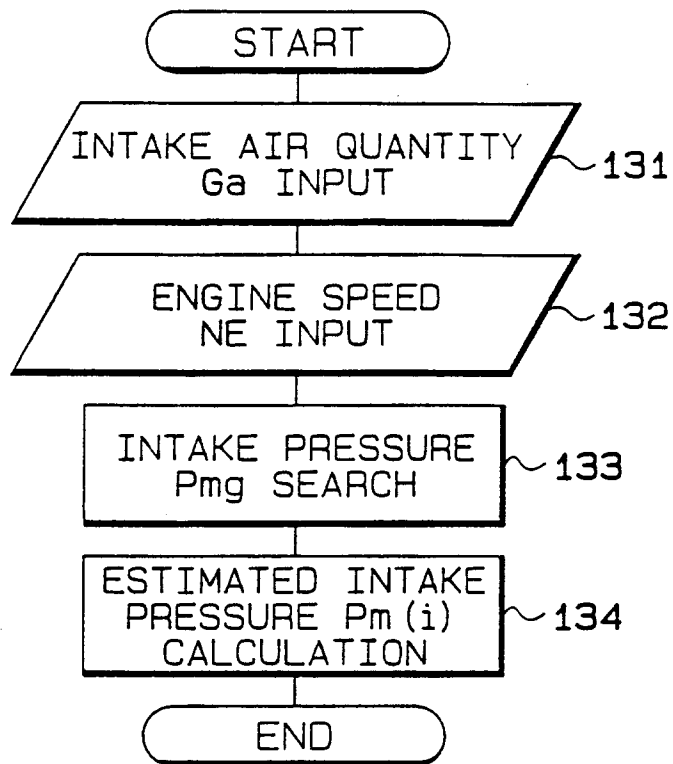 START
INTAKE AIR QUANTITY
Ga INPUT
131
ENGINE SPEED
NE INPUT
132
INTAKE PRESSURE
Pmg SEARCH
133
ESTIMATED INTAKE
PRESSURE Pm(i)
CALCULATION
134
END